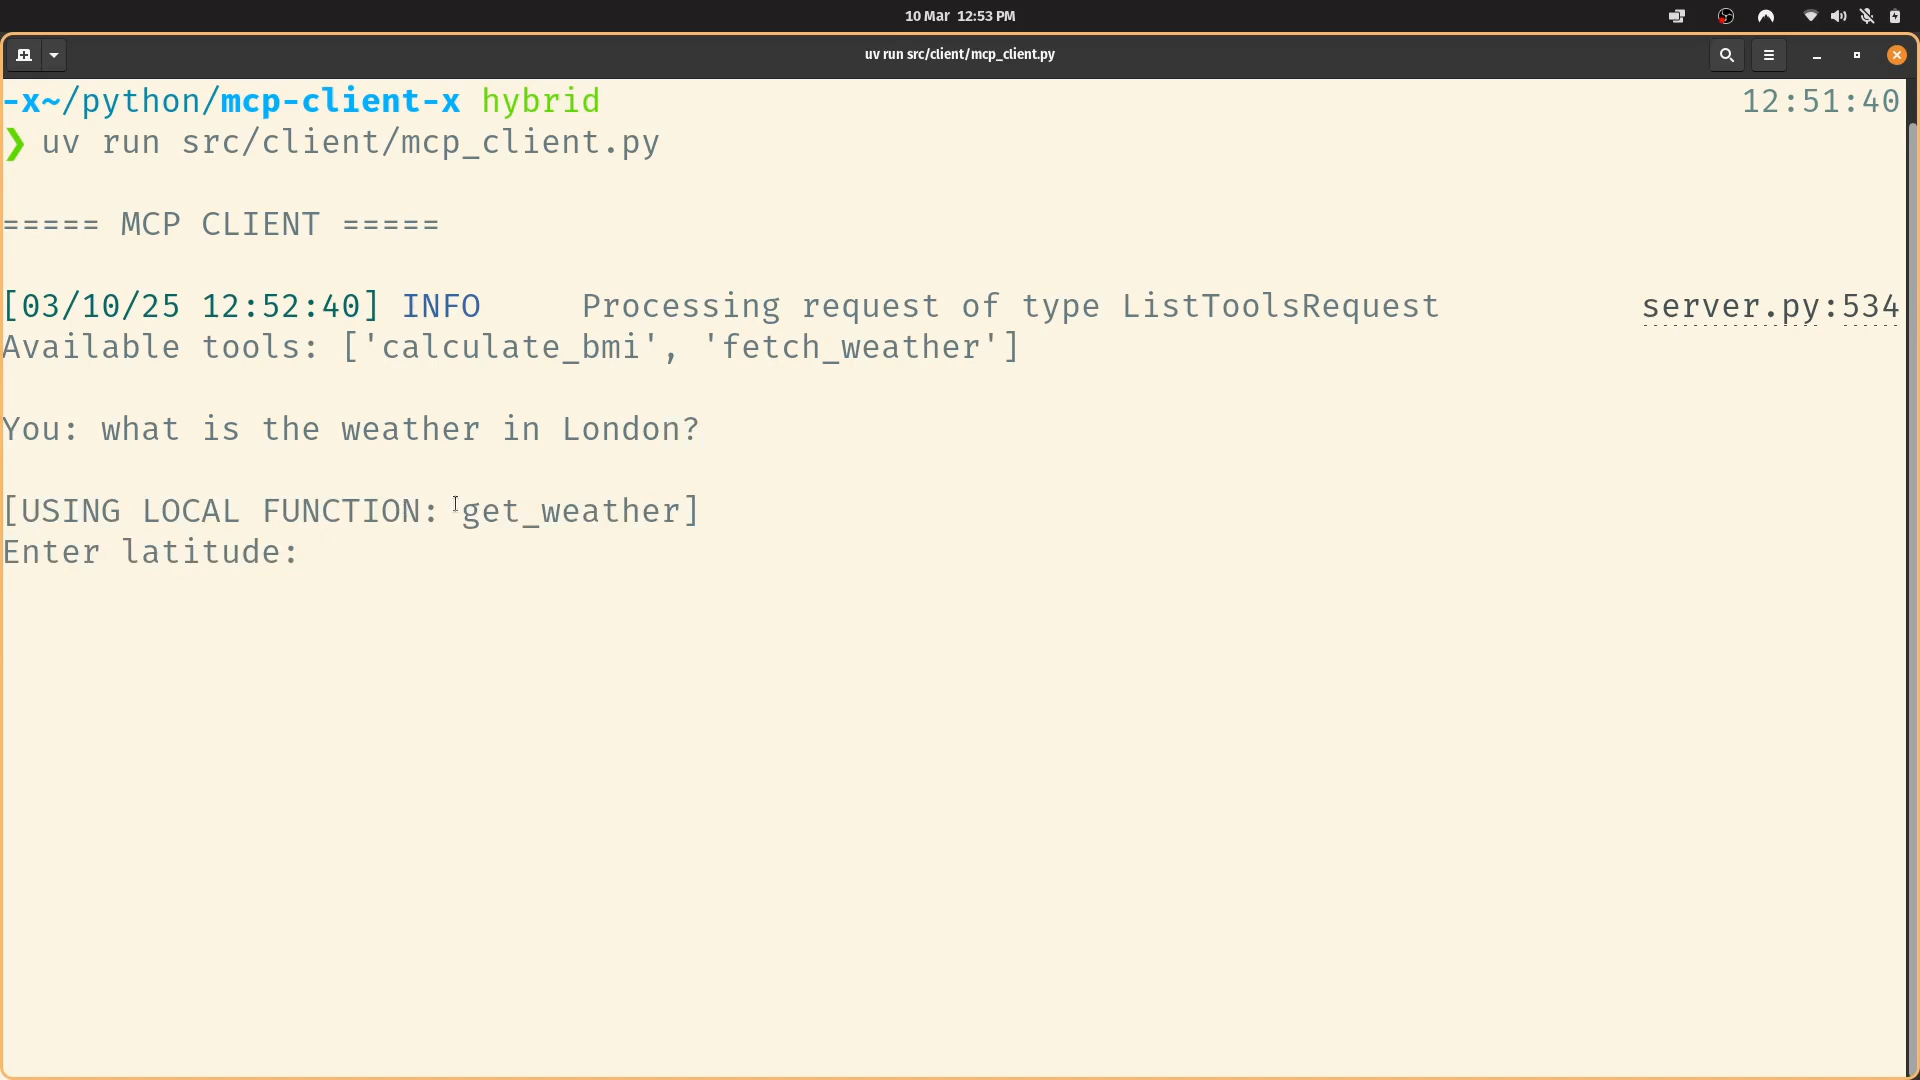 10 Mar 12:53 PM
uv run src/client/mcp_client.py
-x~/python/mcp-client-x hybrid 12:51:40
❯ uv run src/client/mcp_client.py
===== MCP CLIENT =====
[03/10/25 12:52:40] INFO Processing request of type ListToolsRequest server.py:534
Available tools: ['calculate_bmi', 'fetch_weather']
You: what is the weather in London?
[USING LOCAL FUNCTION: get_weather]
Enter latitude: